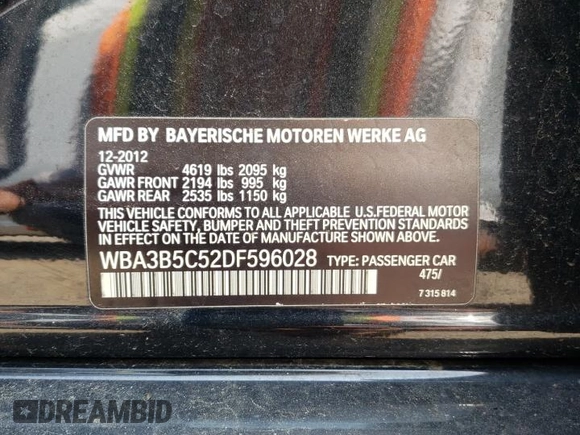 MFD BY BAYERISCHE MOTOREN WERKE AG
12-2012
GVWR 4619 lbs 2095 kg
GAWR FRONT 2194 lbs 995 kg
GAWR REAR 2535 lbs 1150 kg
THIS VEHICLE CONFORMS TO ALL APPLICABLE U.S.FEDERAL MOTOR
VEHICLE SAFETY, BUMPER AND THEFT PREVENTION STANDARDS
IN EFFECT ON THE DATE OF MANUFACTURE SHOWN ABOVE.
WBA3B5C52DF596028 TYPE: PASSENGER CAR
475/
7 315 814
DREAMBID